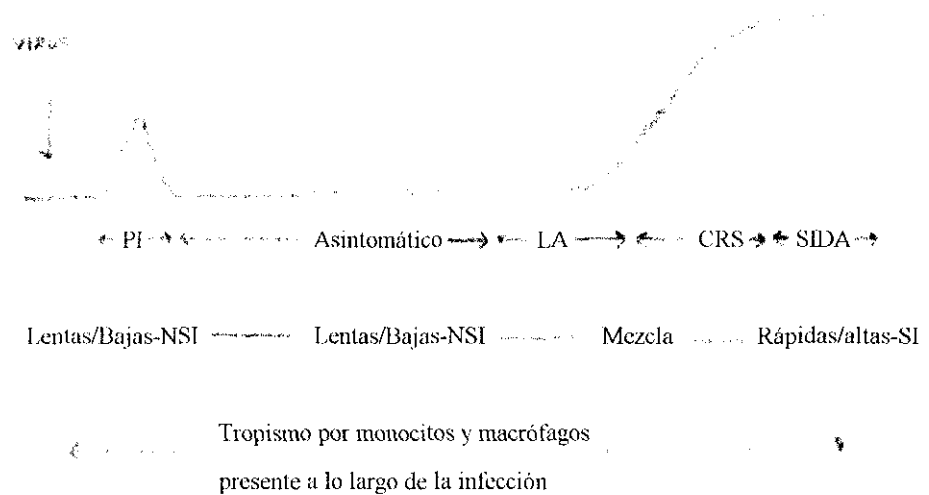 VIRUS
PI Asintomático LA CRS SIDA
Lentas/Bajas-NSI Lentas/Bajas-NSI Mezcla Rápidas/altas-SI
Tropismo por monocitos y macrófagos
presente a lo largo de la infección